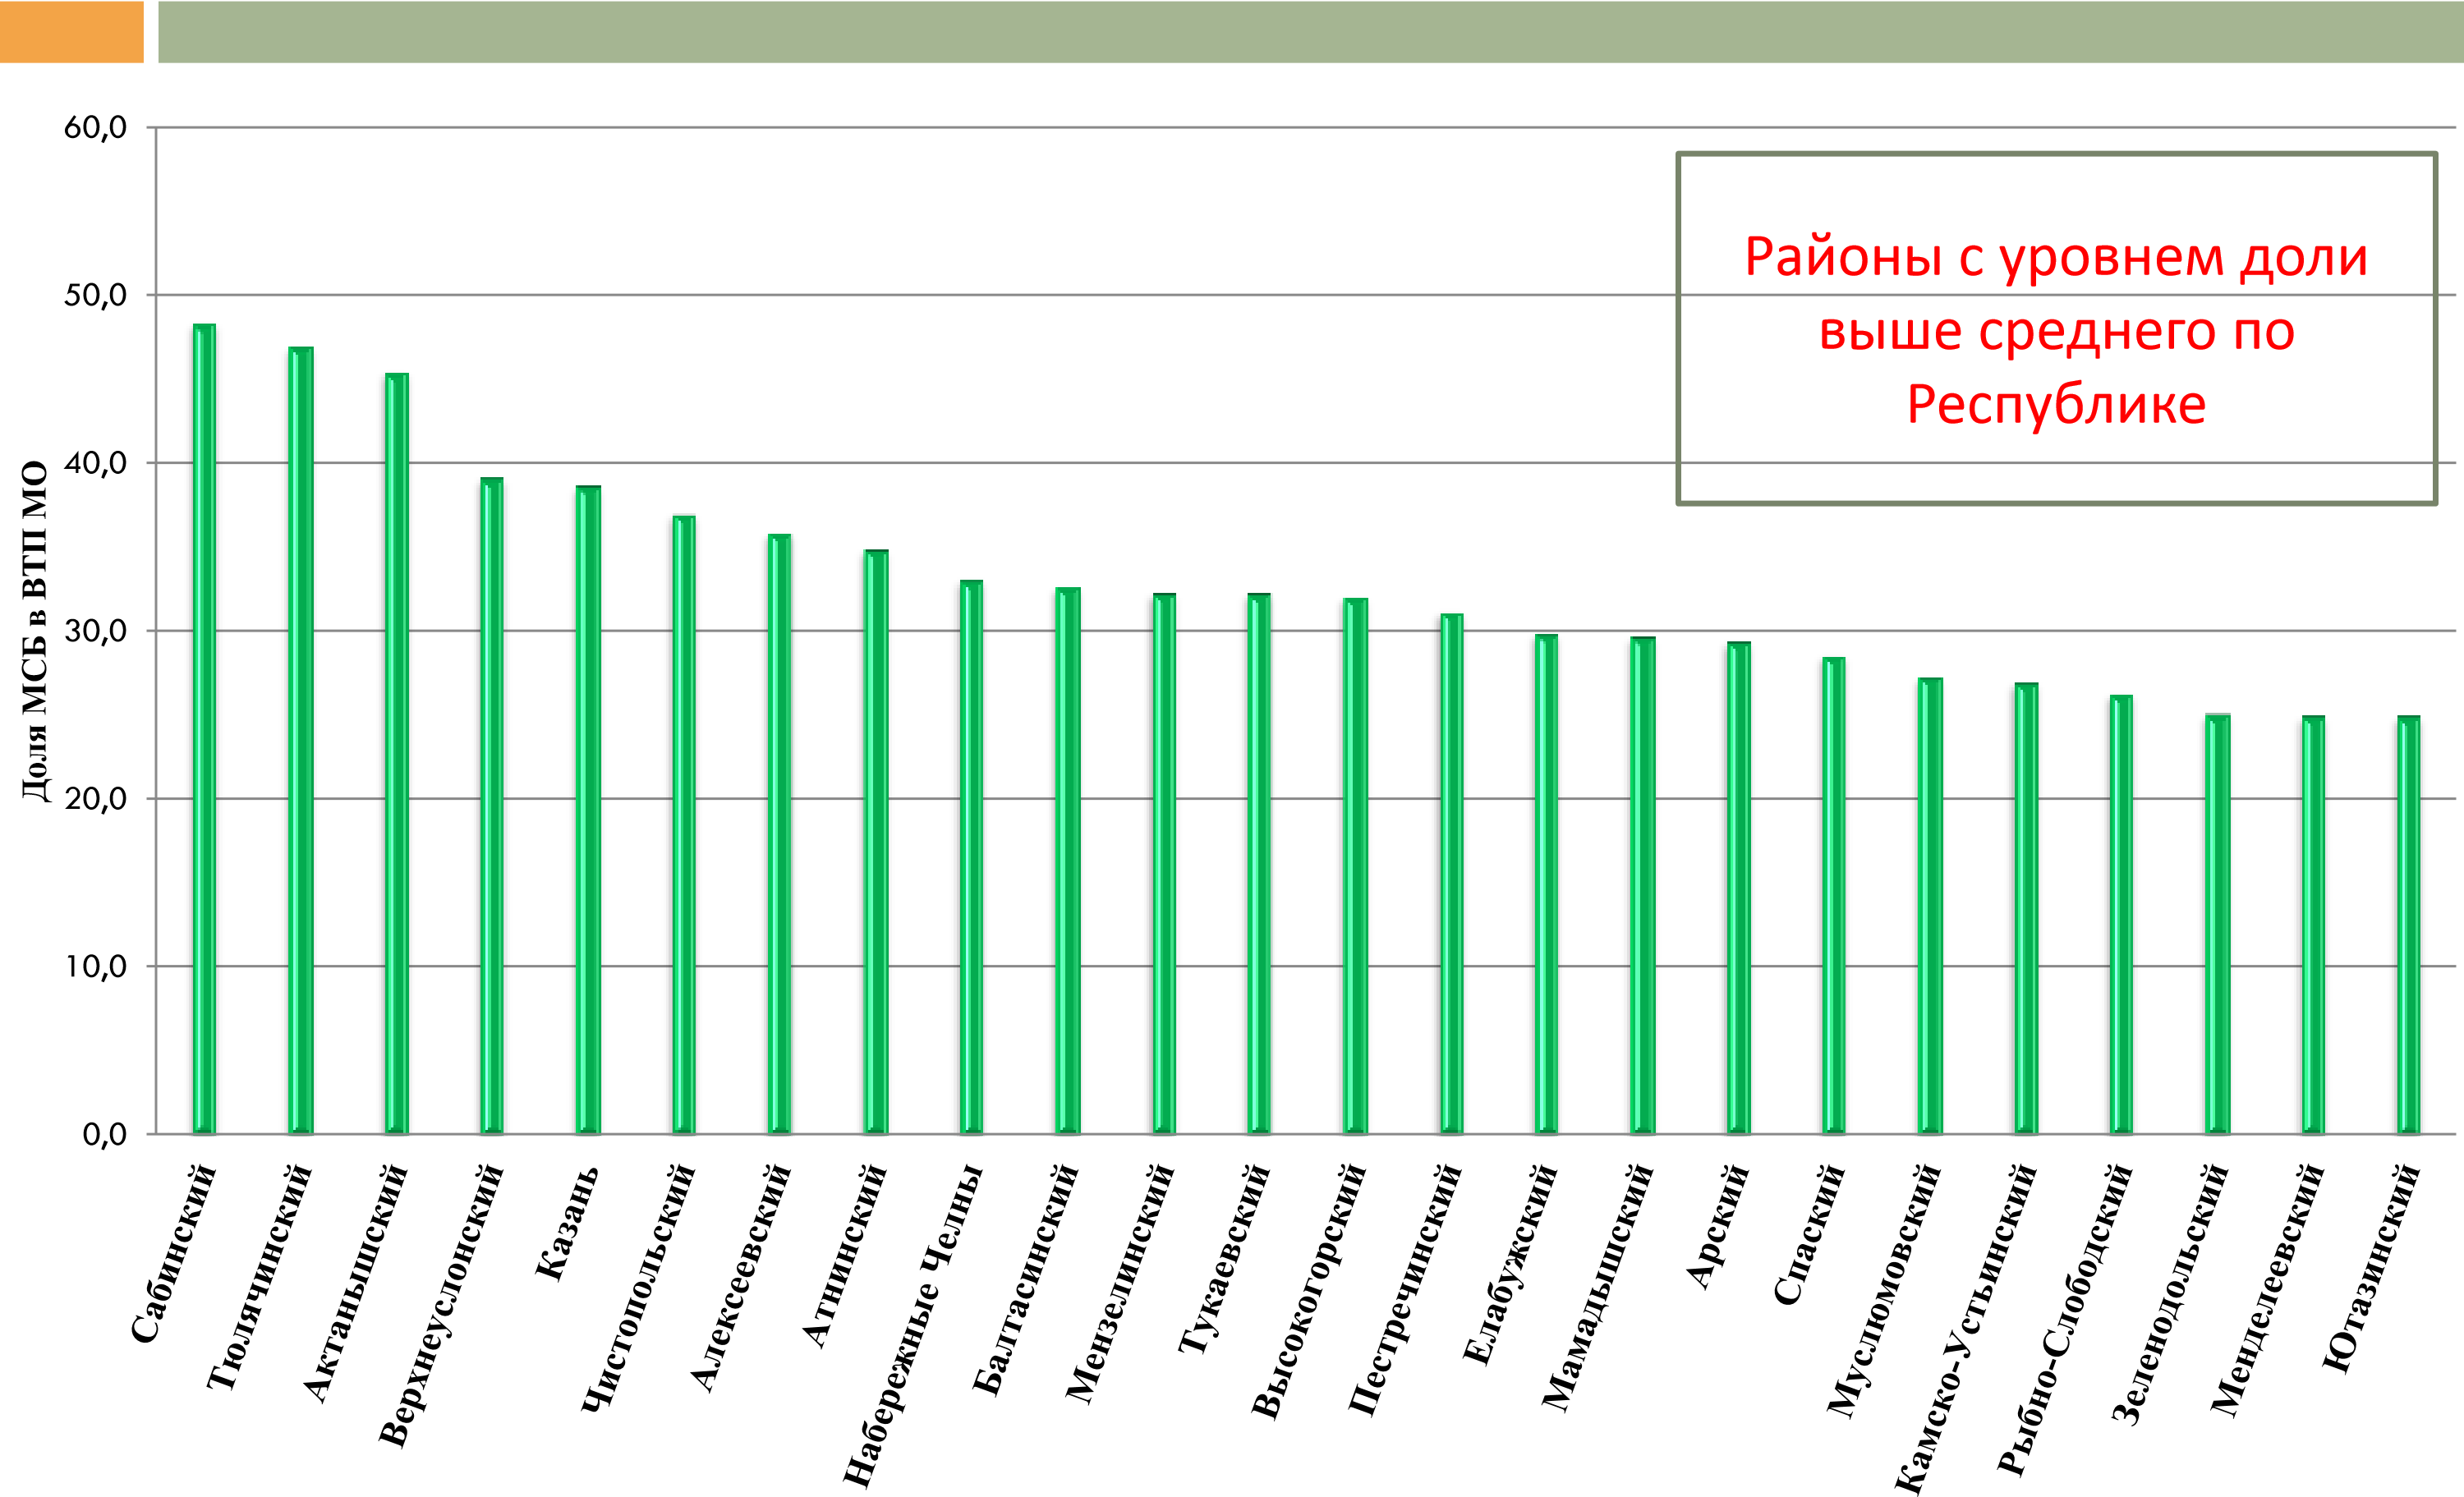 60,0
50,0
40,0
30,0
20,0
10,0
0,0
Доля МСБ в ВТП МО
Районы с уровнем доли
выше среднего по
Республике
Сабинский
Тюлячинский
Актанышский
Верхнеуслонский
Казань
Чистопольский
Алексеевский
Атнинский
Набережные Челны
Балтасинский
Мензелинский
Тукаевский
Высокогорский
Пестречинский
Елабужский
Мамадышский
Арский
Спаский
Муслюмовский
Камско-Устьинский
Рыбно-Слободский
Зеленодольский
Менделеевский
Ютазинский